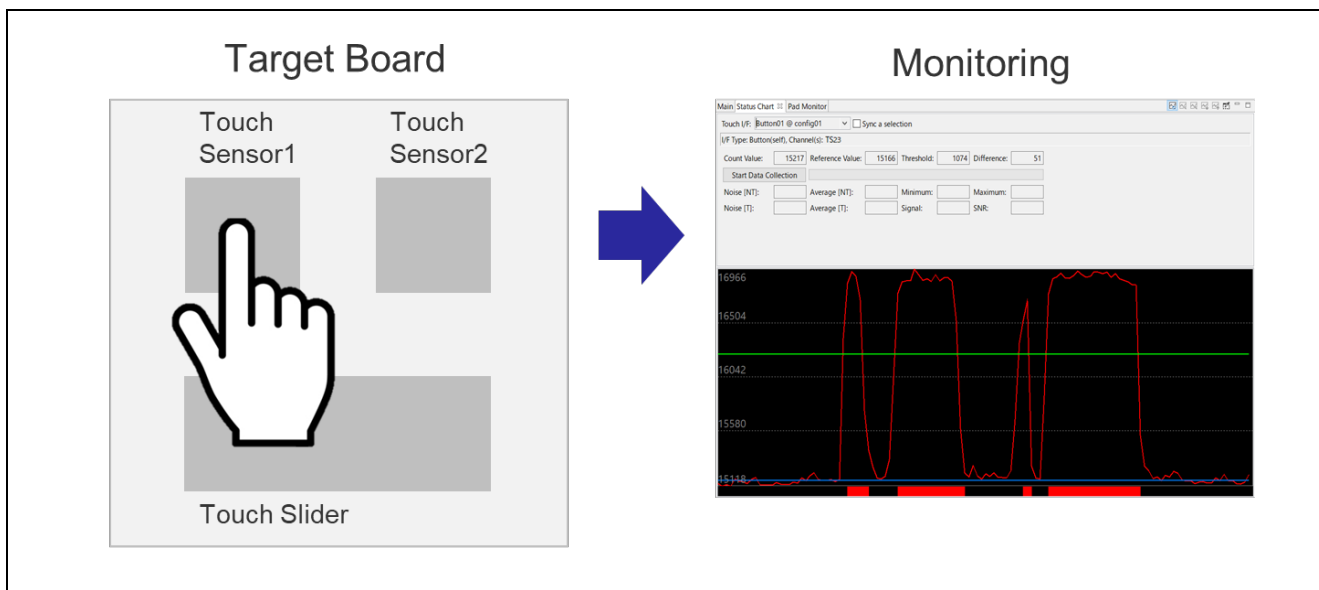 Target Board
Monitoring
Touch
Sensor1
Touch
Sensor2
Touch Slider
Main Status Chart Pad Monitor
Touch I/F: Button01 @ config01 Sync a selection
I/F Type: Button(self), Channel(s): TS23
Count Value: 15217 Reference Value: 15166 Threshold: 1074 Difference: 51
Start Data Collection
Noise [NT]: Average [NT]: Minimum: Maximum:
Noise [T]: Average [T]: Signal: SNR:
16966
16504
16042
15580
15118